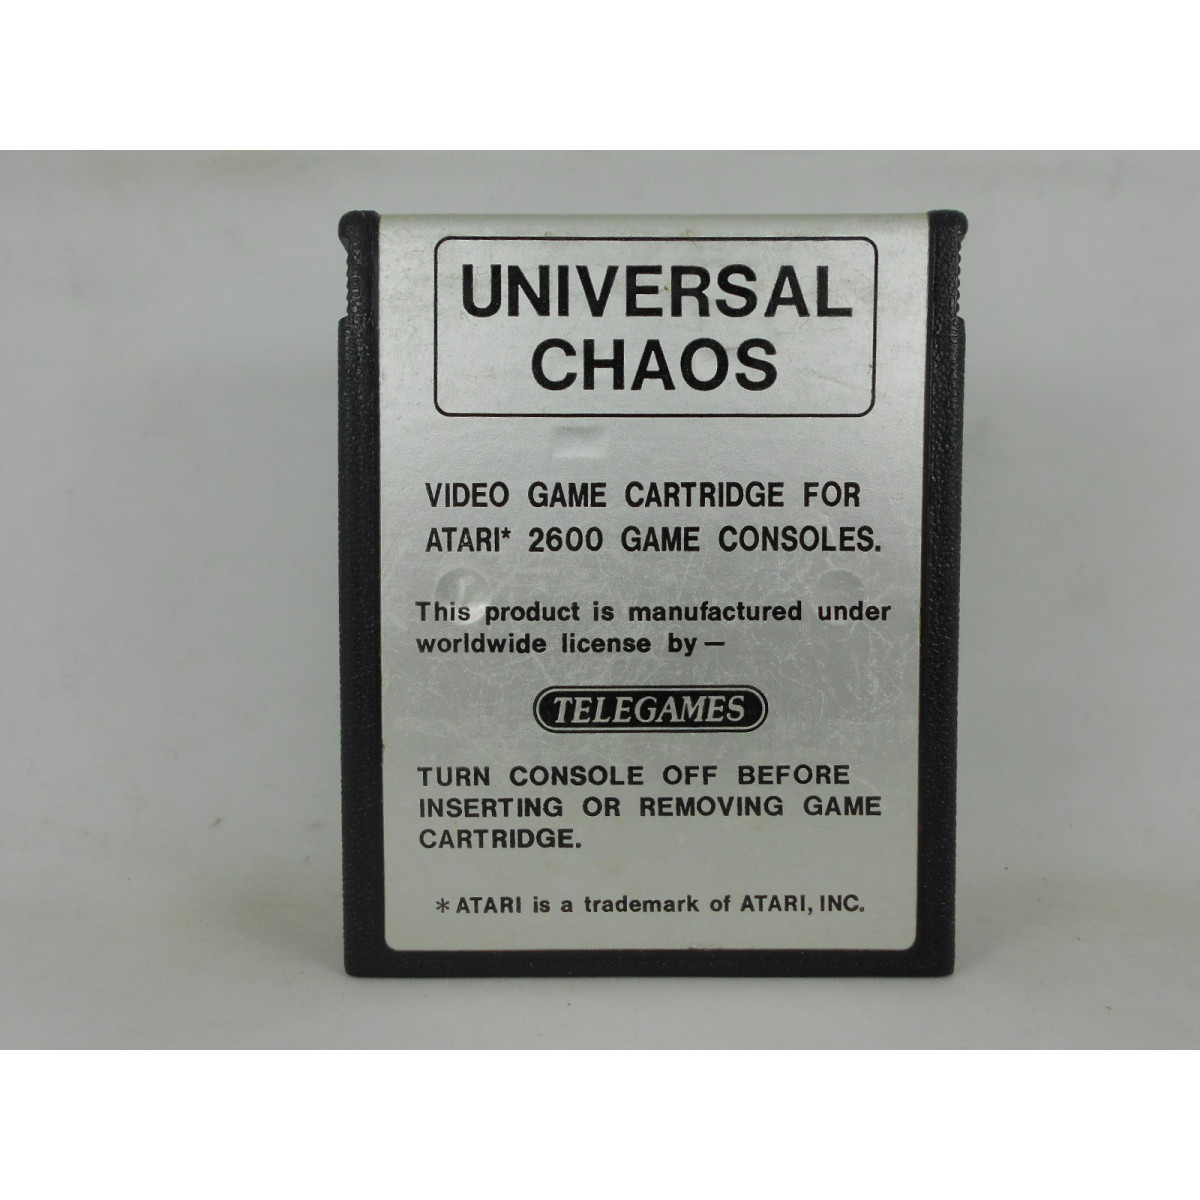 UNIVERSAL
CHAOS
VIDEO GAME CARTRIDGE FOR
ATARI* 2600 GAME CONSOLES.
This product is manufactured under
worldwide license by —
TELEGAMES
TURN CONSOLE OFF BEFORE
INSERTING OR REMOVING GAME
CARTRIDGE.
* ATARI is a trademark of ATARI, INC.